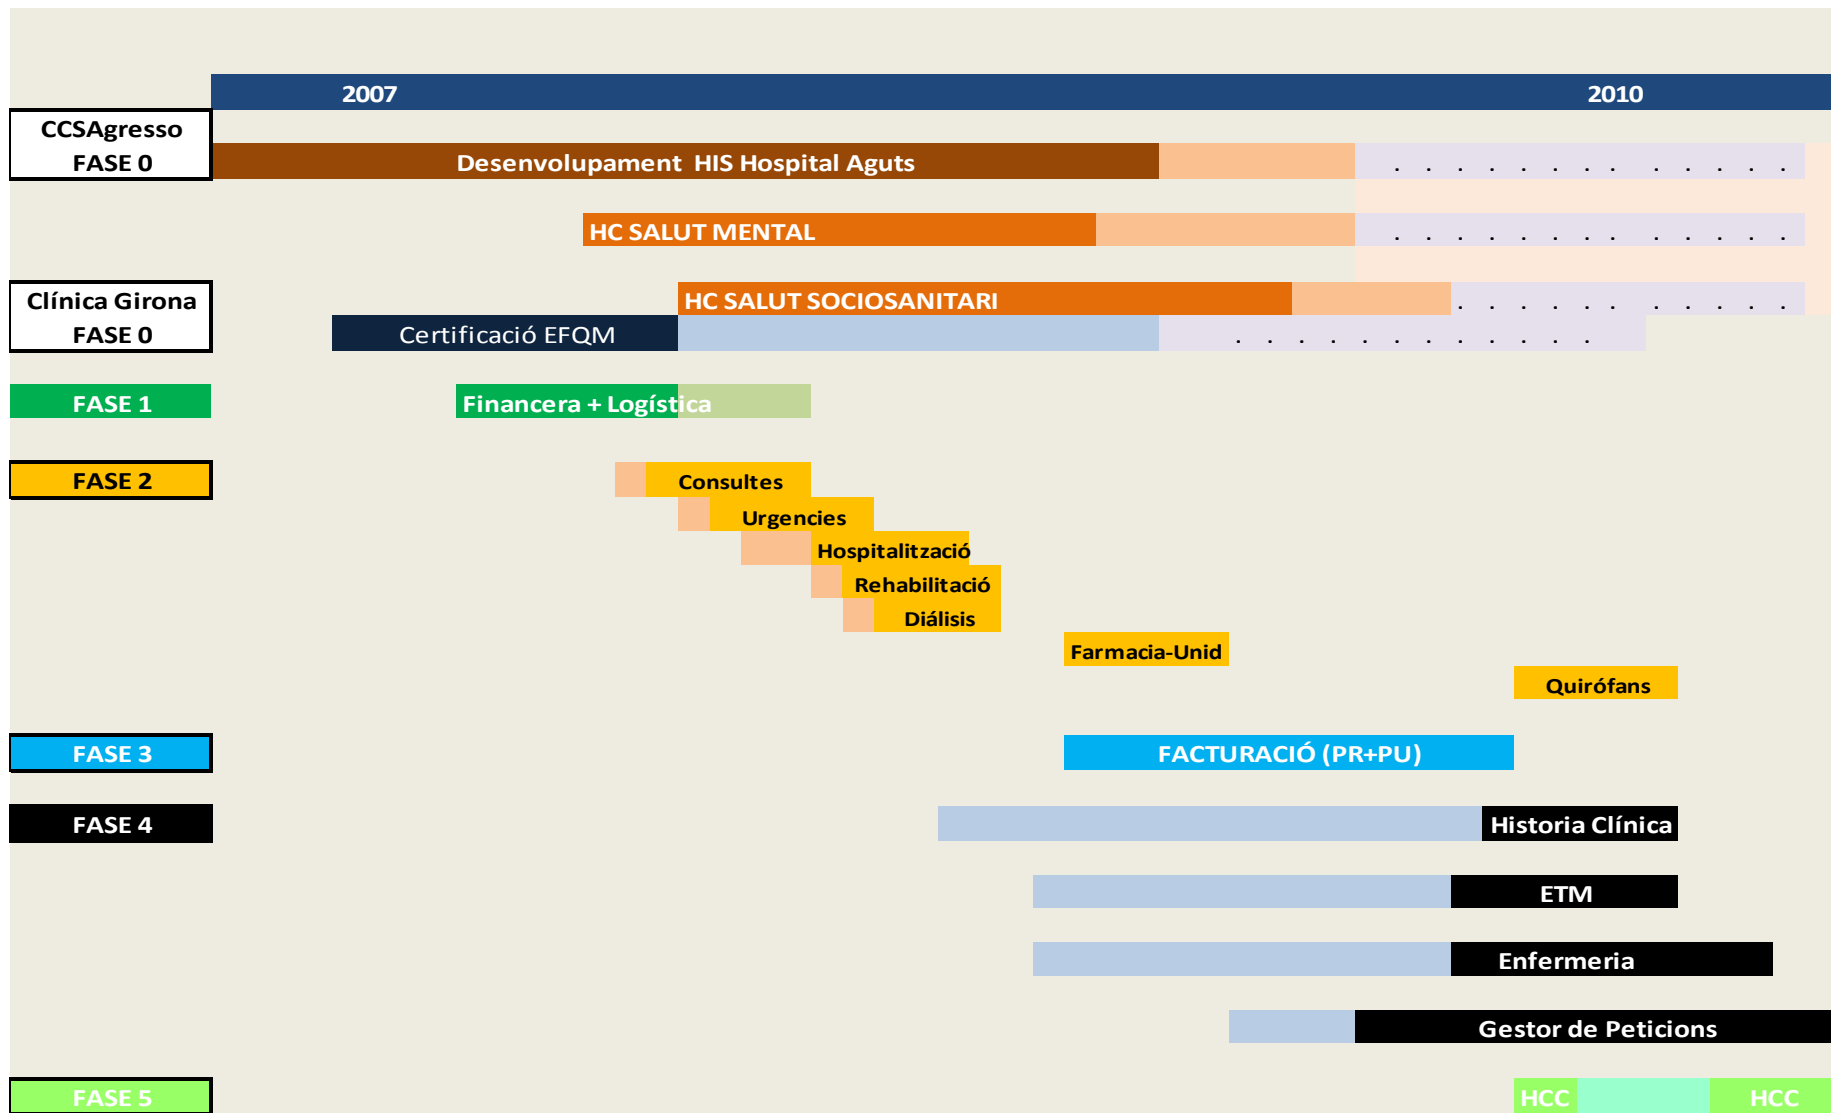 2007 2010
CCSAgresso
FASE 0
Desenvolupament HIS Hospital Aguts . . . . . . . . . . . . .
HC SALUT MENTAL . . . . . . . . . . . . .
Clínica Girona
FASE 0
HC SALUT SOCIOSANITARI . . . . . . . . . . .
Certificació EFQM . . . . . . . . . . . .
FASE 1 Financera + Logística
FASE 2 Consultes
Urgencies
Hospitalització
Rehabilitació
Diálisis
Farmacia-Unid
Quirófans
FASE 3 FACTURACIÓ (PR+PU)
FASE 4 Historia Clínica
ETM
Enfermeria
Gestor de Peticions
FASE 5 HCC HCC